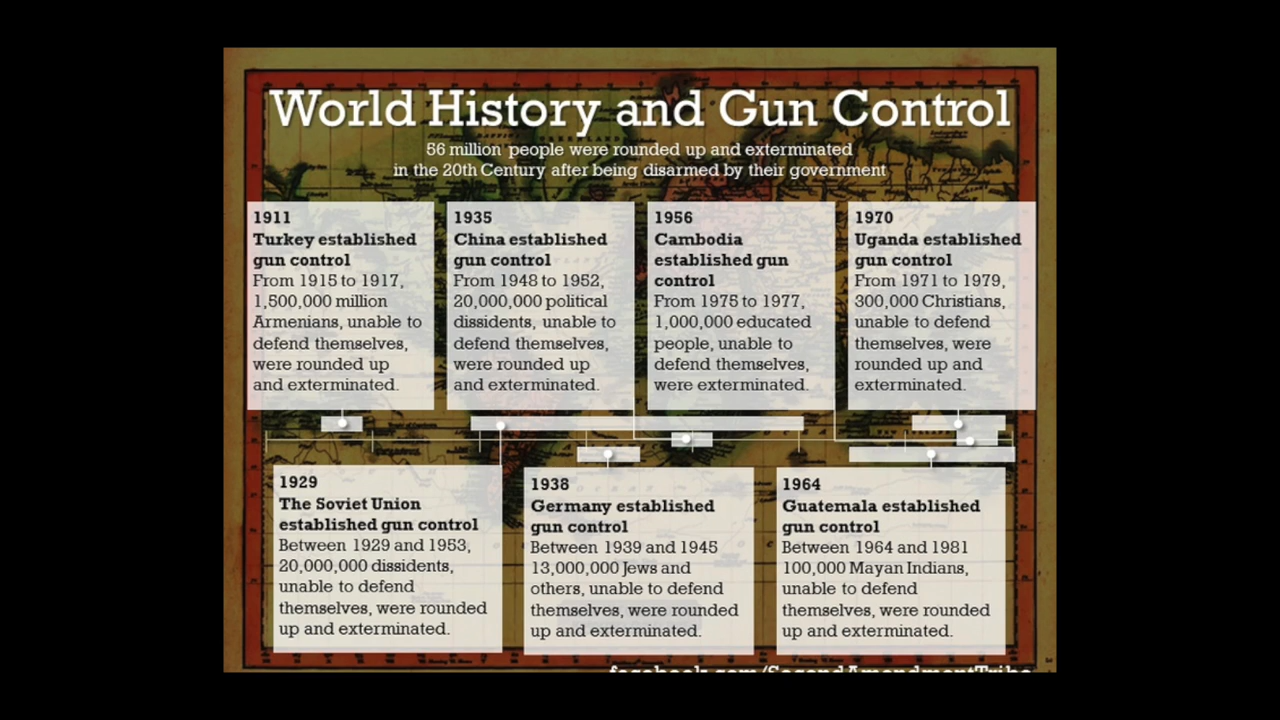 World History and Gun Control
56 million people were rounded up and exterminated
in the 20th Century after being disarmed by their government
1911
Turkey established
gun control
From 1915 to 1917,
1,500,000 million
Armenians, unable to
defend themselves,
were rounded up
and exterminated.
1935
China established
gun control
From 1948 to 1952,
20,000,000 political
dissidents, unable to
defend themselves,
were rounded up
and exterminated.
1956
Cambodia
established gun
control
From 1975 to 1977,
1,000,000 educated
people, unable to
defend themselves,
were exterminated.
1970
Uganda established
gun control
From 1971 to 1979,
300,000 Christians,
unable to defend
themselves, were
rounded up and
exterminated.
1929
The Soviet Union
established gun control
Between 1929 and 1953,
20,000,000 dissidents,
unable to defend
themselves, were rounded
up and exterminated.
1938
Germany established
gun control
Between 1939 and 1945
13,000,000 Jews and
others, unable to defend
themselves, were rounded
up and exterminated.
1964
Guatemala established
gun control
Between 1964 and 1981
100,000 Mayan Indians,
unable to defend
themselves, were rounded
up and exterminated.
facebook.com/SecondAmendmentTribe